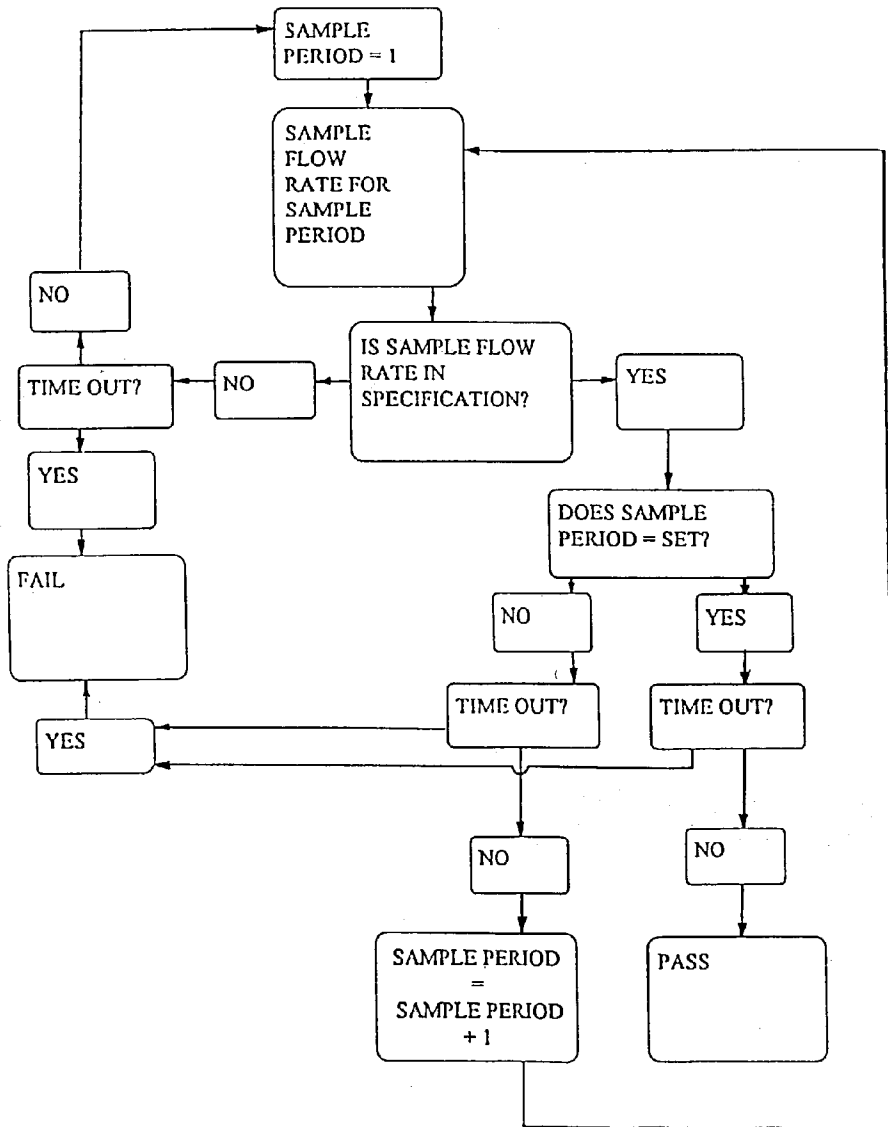 SAMPLE
PERIOD = 1
SAMPLE
FLOW
RATE FOR
SAMPLE
PERIOD
NO
IS SAMPLE FLOW
RATE IN
SPECIFICATION?
YES
TIME OUT?
NO
YES
DOES SAMPLE
PERIOD = SET?
FAIL
NO
YES
TIME OUT?
TIME OUT?
YES
NO
NO
SAMPLE PERIOD
=
SAMPLE PERIOD
+ 1
PASS